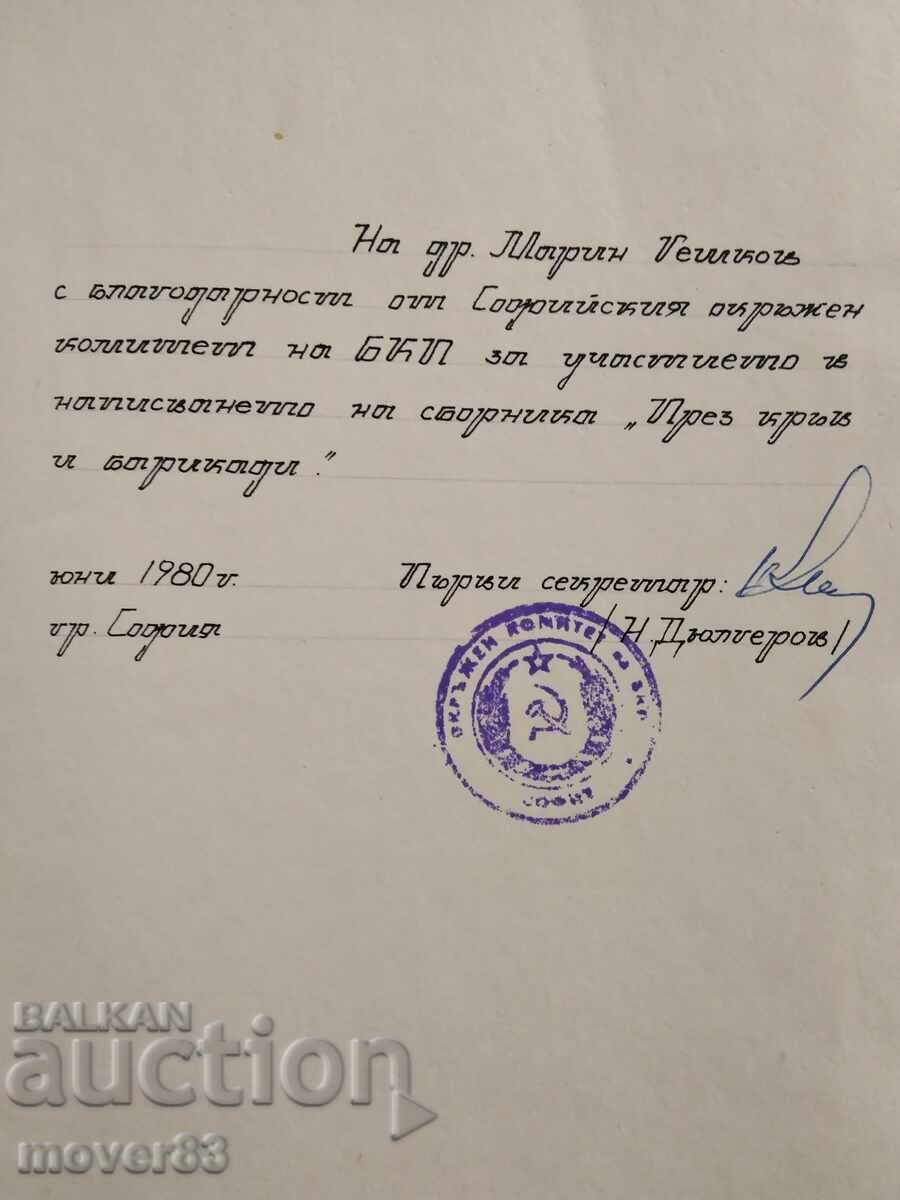 На др. Марин Гешков
с благодарност от Софийския окръжен
комитет на БКП за участието в
написването на сборника „През кръв
и барикади."
юни 1980 г. Първи секретар:
гр. София /Н. Дюлгеров/
ОКРЪЖЕН КОМИТЕТ на БКП
СОФИЯ
BALKAN
auction
mover83